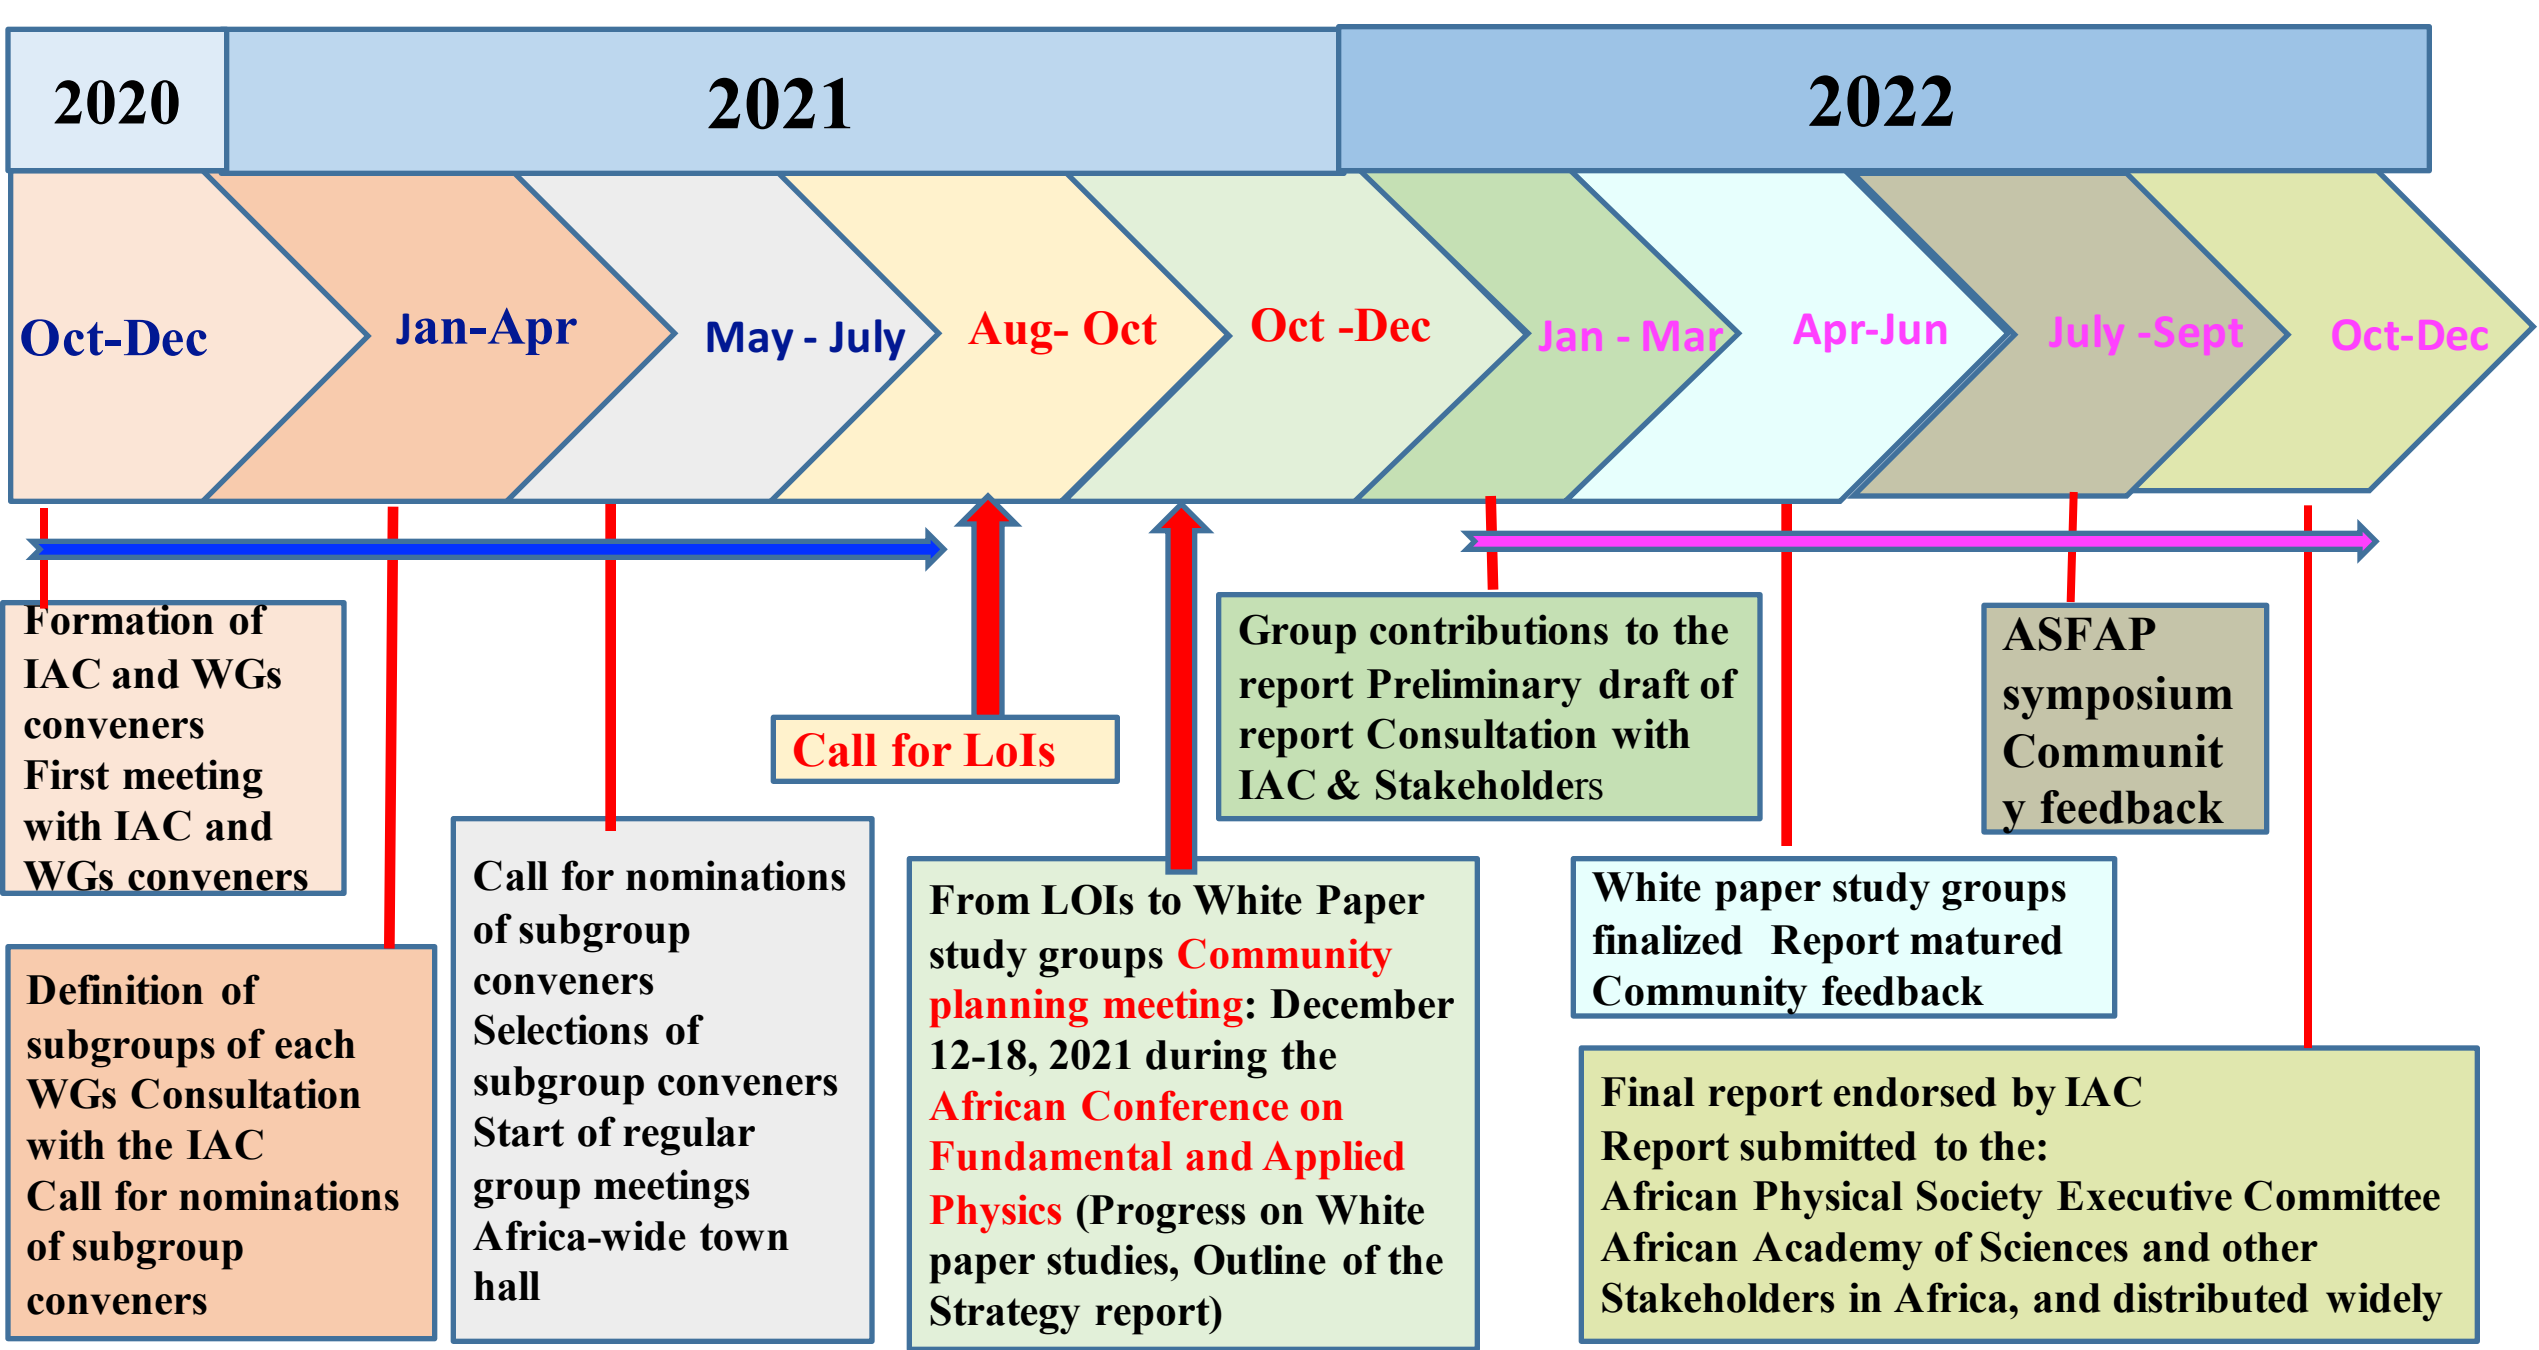 2020
2021
2022
Oct-Dec
Jan-Apr
May - July
Aug- Oct
Oct -Dec
Jan - Mar
Apr-Jun
July -Sept
Oct-Dec
Formation of
IAC and WGs
conveners
First meeting
with IAC and
WGs conveners
Definition of
subgroups of each
WGs Consultation
with the IAC
Call for nominations
of subgroup
conveners
Call for nominations
of subgroup
conveners
Selections of
subgroup conveners
Start of regular
group meetings
Africa-wide town
hall
Call for LoIs
From LOIs to White Paper
study groups Community
planning meeting: December
12-18, 2021 during the
African Conference on
Fundamental and Applied
Physics (Progress on White
paper studies, Outline of the
Strategy report)
Group contributions to the
report Preliminary draft of
report Consultation with
IAC & Stakeholders
White paper study groups
finalized Report matured
Community feedback
ASFAP
symposium
Communit
y feedback
Final report endorsed by IAC
Report submitted to the:
African Physical Society Executive Committee
African Academy of Sciences and other
Stakeholders in Africa, and distributed widely